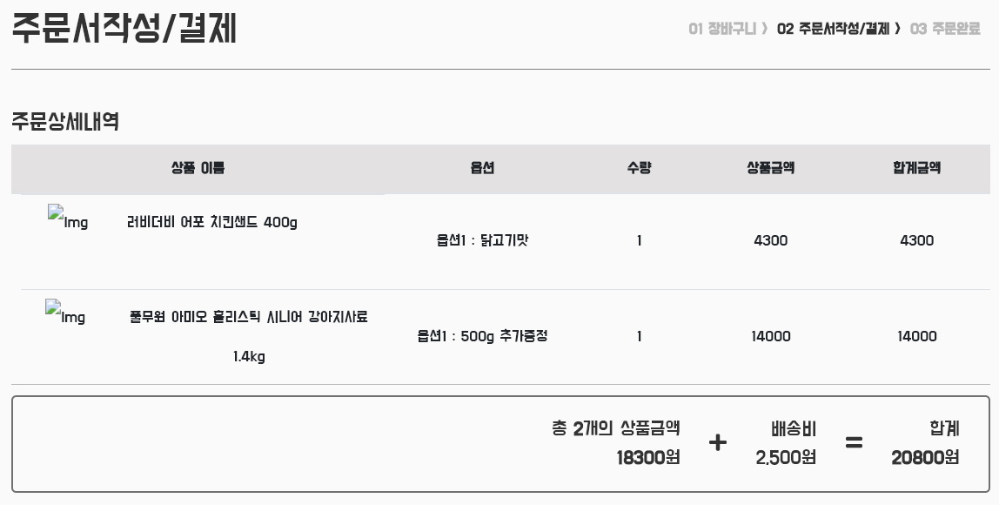 주문서작성/결제
01 장바구니 〉 02 주문서작성/결제 〉 03 주문완료
주문상세내역
상품 이름 옵션 수량 상품금액 합계금액
Img 러비더비 어포 치킨샌드 400g 옵션1 : 닭고기맛 1 4300 4300
Img 풀무원 아미오 홀리스틱 시니어 강아지사료 1.4kg 옵션1 : 500g 추가증정 1 14000 14000
총 2개의 상품금액 + 배송비 = 합계
18300원 2,500원 20800원